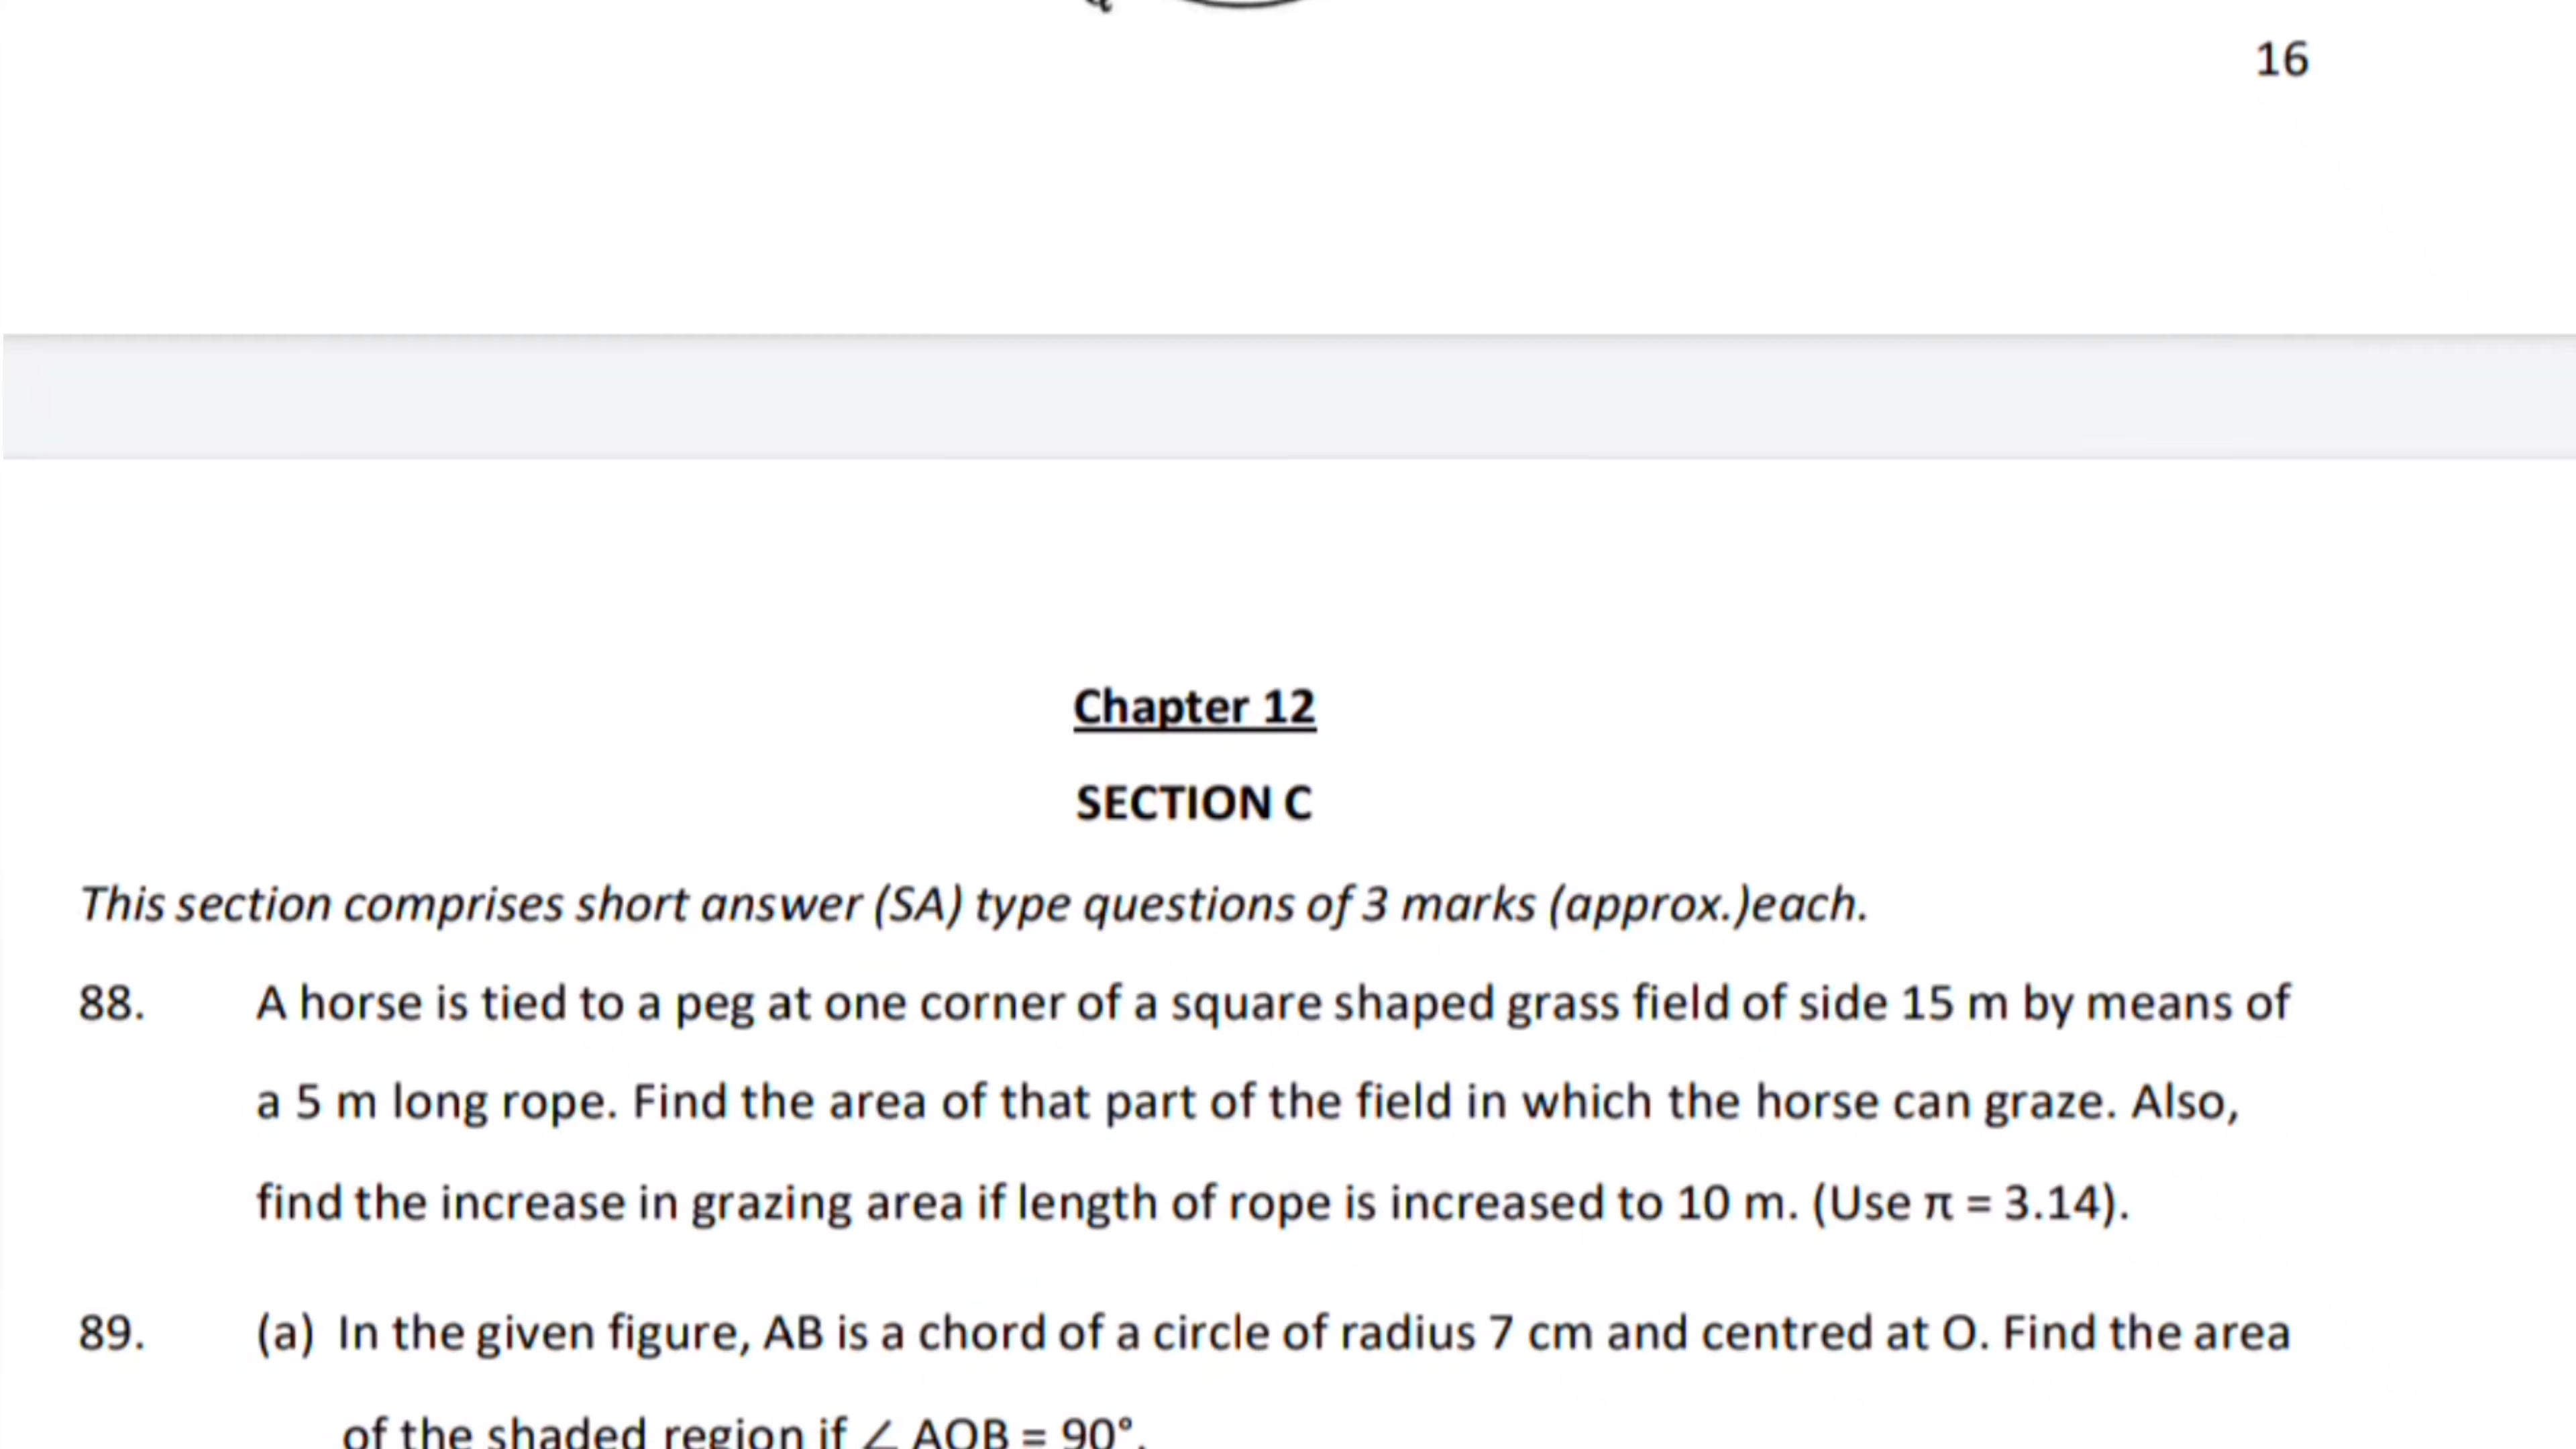 16
Chapter 12
SECTION C
This section comprises short answer (SA) type questions of 3 marks (approx.)each.
88. A horse is tied to a peg at one corner of a square shaped grass field of side 15 m by means of
a 5 m long rope. Find the area of that part of the field in which the horse can graze. Also,
find the increase in grazing area if length of rope is increased to 10 m. (Use π = 3.14).
89. (a) In the given figure, AB is a chord of a circle of radius 7 cm and centred at O. Find the area
of the shaded region if ∠ AOB = 90°.